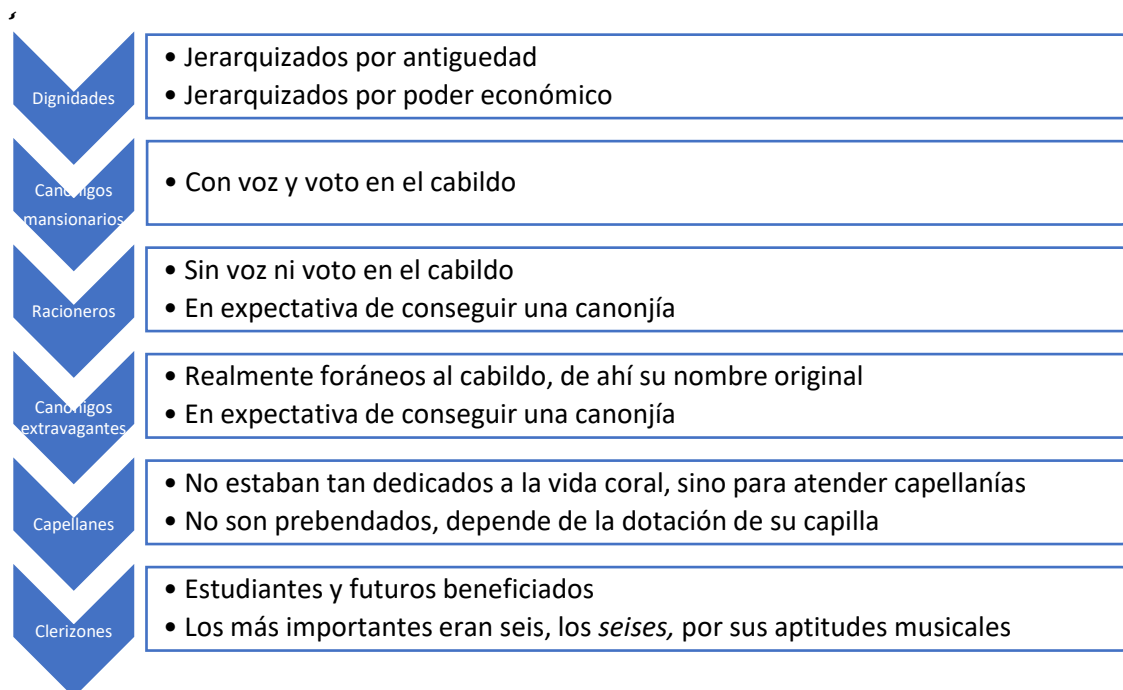 Dignidades
• Jerarquizados por antiguedad
• Jerarquizados por poder económico
Canónigos
mansionarios
• Con voz y voto en el cabildo
Racioneros
• Sin voz ni voto en el cabildo
• En expectativa de conseguir una canonjía
Canónigos
extravagantes
• Realmente foráneos al cabildo, de ahí su nombre original
• En expectativa de conseguir una canonjía
Capellanes
• No estaban tan dedicados a la vida coral, sino para atender capellanías
• No son prebendados, depende de la dotación de su capilla
Clerizones
• Estudiantes y futuros beneficiados
• Los más importantes eran seis, los seises, por sus aptitudes musicales